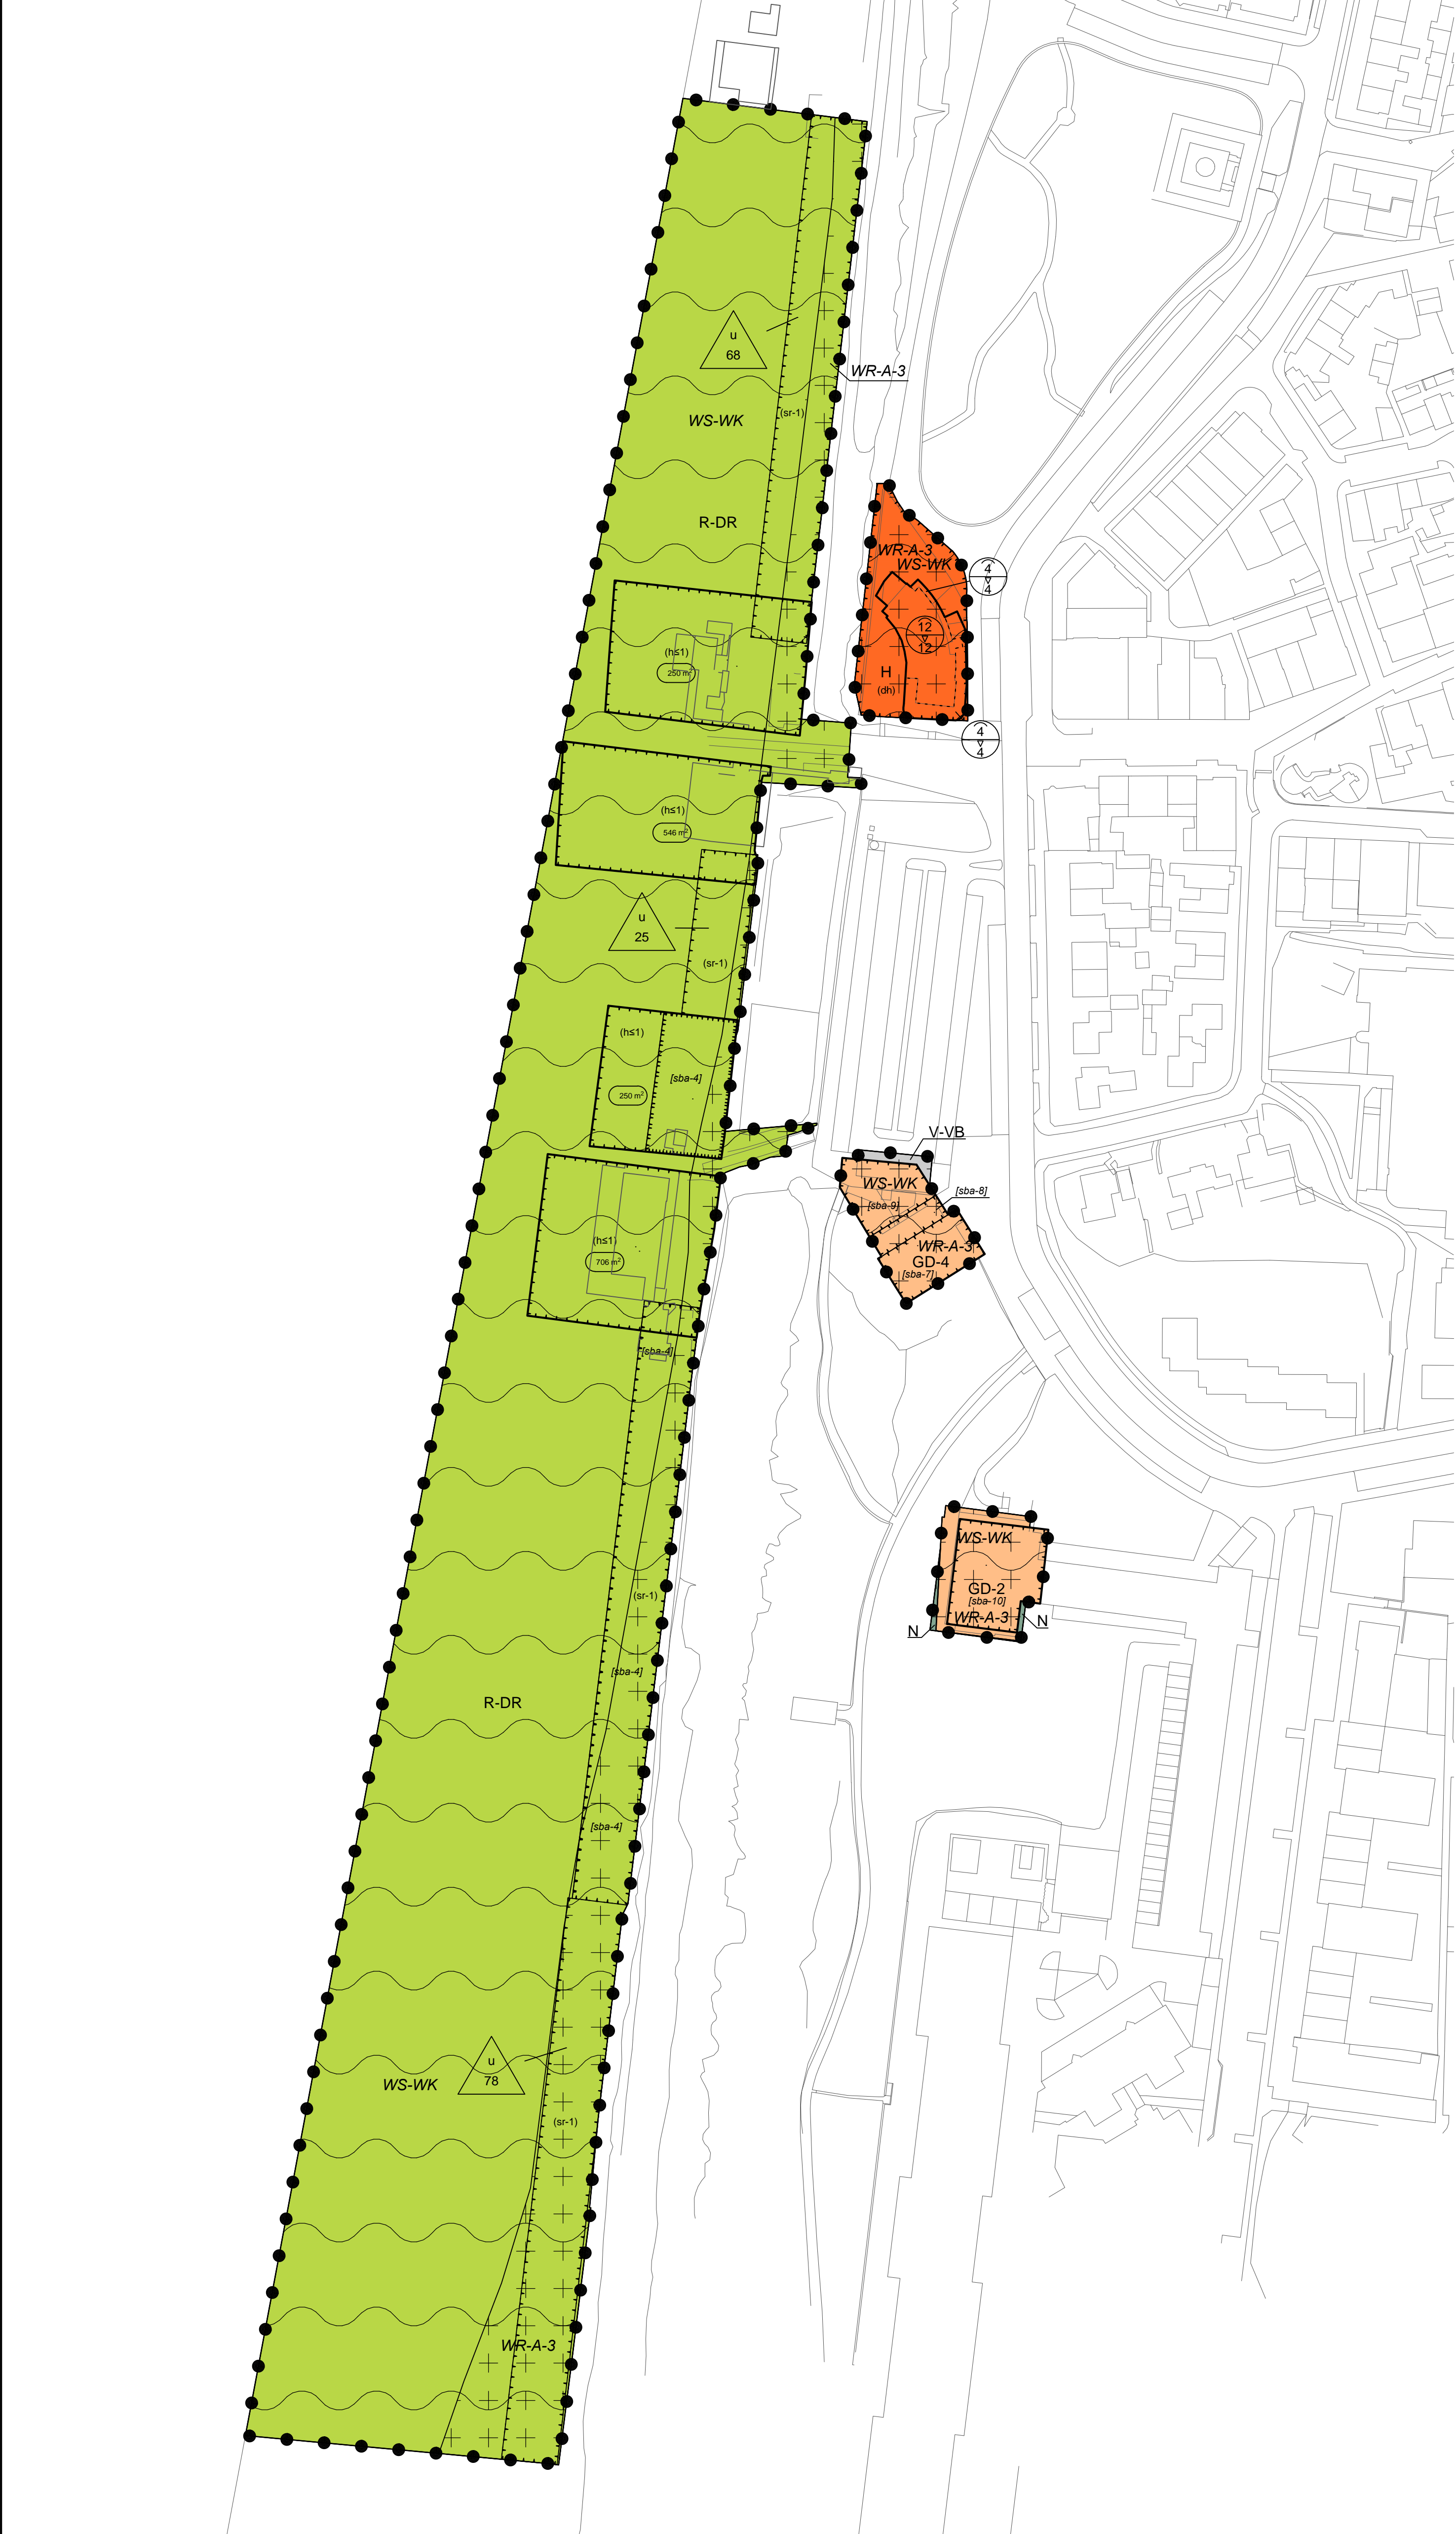 u
68
WR-A-3
(sr-1)
WS-WK
R-DR
WR-A-3
WS-WK
4
4
12
12
(h≤1)
250 m²
H
(dh)
4
4
(h≤1)
546 m²
u
25
(sr-1)
(h≤1)
[sba-4]
250 m²
V-VB
WS-WK
[sba-8]
[sba-9]
(h≤1)
WR-A-3
706 m²
GD-4
[sba-7]
[sba-4]
WS-WK
GD-2
(sr-1)
[sba-10]
WR-A-3
N
N
[sba-4]
R-DR
[sba-4]
u
78
WS-WK
(sr-1)
WR-A-3